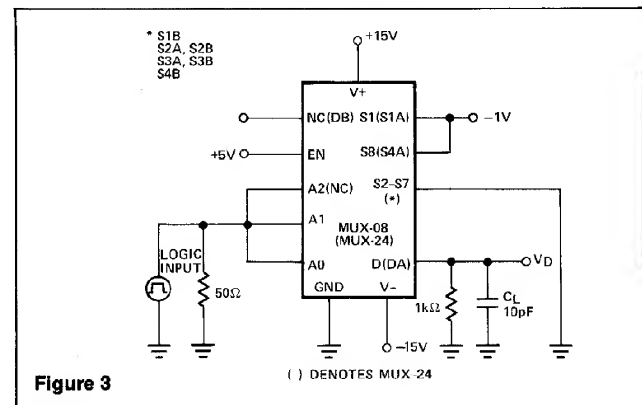 * S1B
S2A, S2B
S3A, S3B
S4B
+15V
V+
NC(DB)
S1(S1A)
−1V
+5V
EN
S8(S4A)
A2(NC)
S2–S7
(*)
A1
MUX-08
(MUX-24)
LOGIC
INPUT
50Ω
A0
D(DA)
VD
GND
V−
1kΩ
CL
10pF
−15V
Figure 3
( ) DENOTES MUX-24